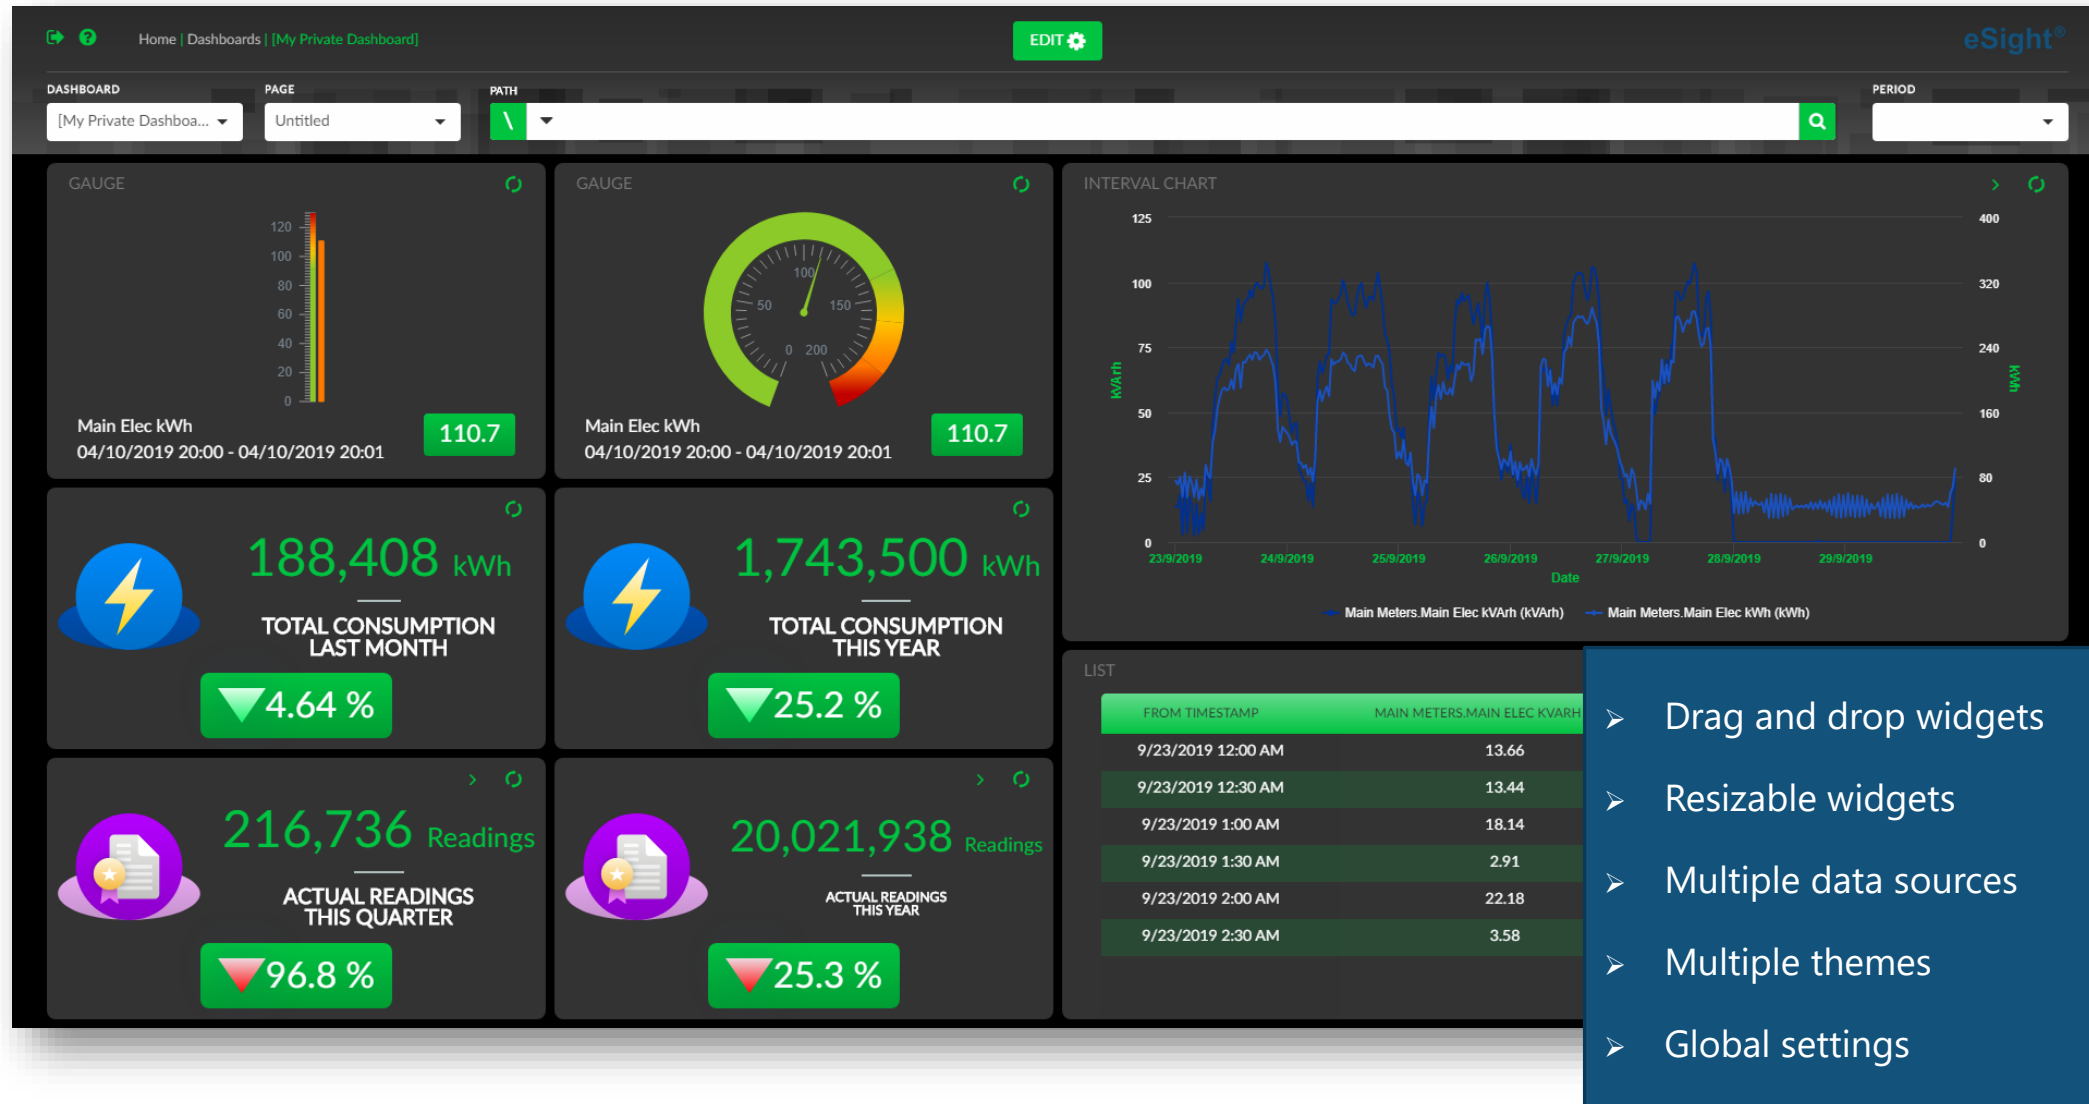 Home | Dashboards | [My Private Dashboard]
EDIT
eSight®
DASHBOARD
PAGE
PATH
PERIOD
[My Private Dashboa...
Untitled
\
GAUGE
120
100
80
60
40
20
0
Main Elec kWh
04/10/2019 20:00 - 04/10/2019 20:01
110.7
GAUGE
0
50
100
150
200
Main Elec kWh
04/10/2019 20:00 - 04/10/2019 20:01
110.7
INTERVAL CHART
125
100
75
50
25
0
kVArh
400
320
240
160
80
0
kWh
23/9/2019
24/9/2019
25/9/2019
26/9/2019
27/9/2019
28/9/2019
29/9/2019
Date
Main Meters.Main Elec kVArh (kVArh)
Main Meters.Main Elec kWh (kWh)
188,408 kWh
TOTAL CONSUMPTION
LAST MONTH
4.64 %
1,743,500 kWh
TOTAL CONSUMPTION
THIS YEAR
25.2 %
216,736 Readings
ACTUAL READINGS
THIS QUARTER
96.8 %
20,021,938 Readings
ACTUAL READINGS
THIS YEAR
25.3 %
LIST
FROM TIMESTAMP MAIN METERS.MAIN ELEC KVARH
9/23/2019 12:00 AM 13.66
9/23/2019 12:30 AM 13.44
9/23/2019 1:00 AM 18.14
9/23/2019 1:30 AM 2.91
9/23/2019 2:00 AM 22.18
9/23/2019 2:30 AM 3.58
➢ Drag and drop widgets
➢ Resizable widgets
➢ Multiple data sources
➢ Multiple themes
➢ Global settings